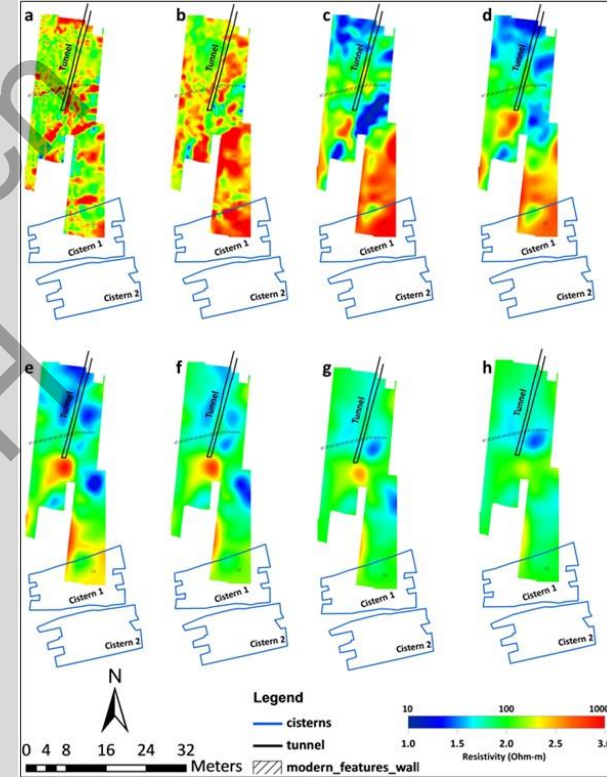 a
b
c
d
Tunnel
Tunnel
Tunnel
Tunnel
Cistern 1
Cistern 1
Cistern 1
Cistern 1
Cistern 2
Cistern 2
Cistern 2
Cistern 2
e
f
g
h
Tunnel
Tunnel
Tunnel
Tunnel
Cistern 1
Cistern 1
Cistern 1
Cistern 1
Cistern 2
Cistern 2
Cistern 2
Cistern 2
N
Legend
cisterns
tunnel
modern_features_wall
0 4 8 16 24 32
Meters
10 100 1000
1.0 1.5 2.0 2.5
Resistivity (Ohm-m)